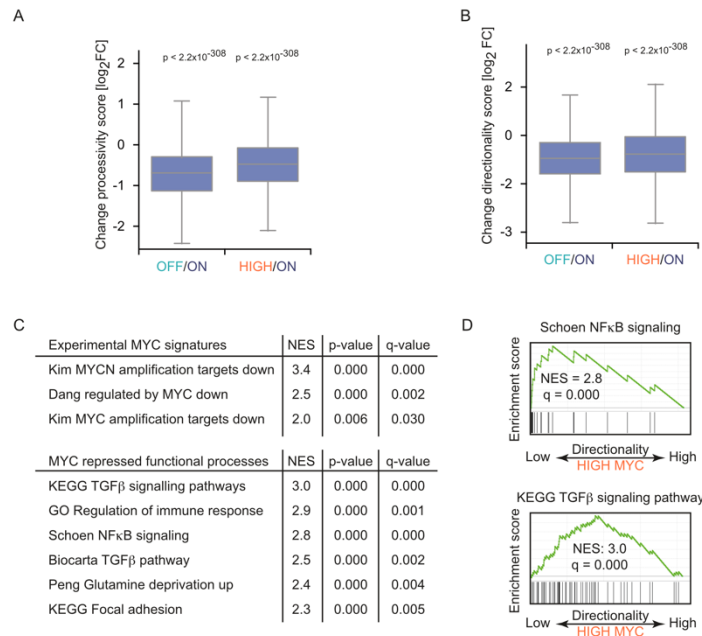 A
Change processivity score [log2 FC]
p < 2.2x10^-308 p < 2.2x10^-308
2
1
0
-1
-2
OFF/ON HIGH/ON
B
Change directionality score [log2 FC]
p < 2.2x10^-308 p < 2.2x10^-308
2
0
-2
-3
OFF/ON HIGH/ON
C
Experimental MYC signatures NES p-value q-value
Kim MYCN amplification targets down 3.4 0.000 0.000
Dang regulated by MYC down 2.5 0.000 0.002
Kim MYC amplification targets down 2.0 0.006 0.030
MYC repressed functional processes NES p-value q-value
KEGG TGFβ signalling pathways 3.0 0.000 0.000
GO Regulation of immune response 2.9 0.000 0.001
Schoen NFκB signaling 2.8 0.000 0.000
Biocarta TGFβ pathway 2.5 0.000 0.002
Peng Glutamine deprivation up 2.4 0.000 0.004
KEGG Focal adhesion 2.3 0.000 0.005
D
Schoen NFκB signaling
Enrichment score
NES = 2.8
q = 0.000
Low Directionality High
HIGH MYC
KEGG TGFβ signaling pathway
Enrichment score
NES: 3.0
q = 0.000
Low Directionality High
HIGH MYC